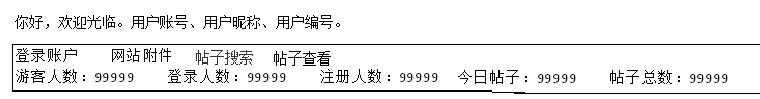 你好，欢迎光临。用户账号、用户昵称、用户编号。
登录账户 网站附件 帖子搜索 帖子查看
游客人数：99999 登录人数：99999 注册人数：99999 今日帖子：99999 帖子总数：99999